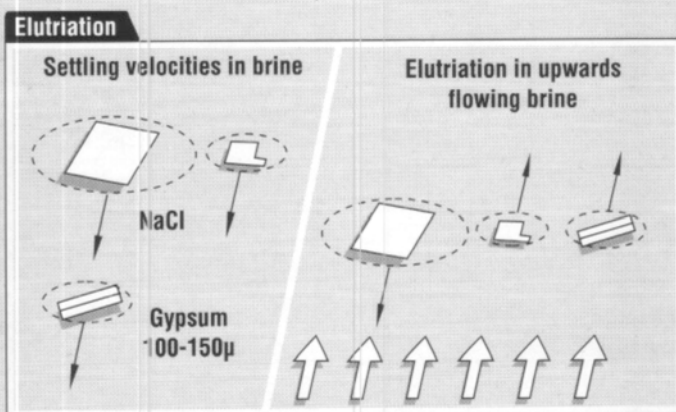 Elutriation
Settling velocities in brine
NaCl
Gypsum
100-150µ
Elutriation in upwards
flowing brine